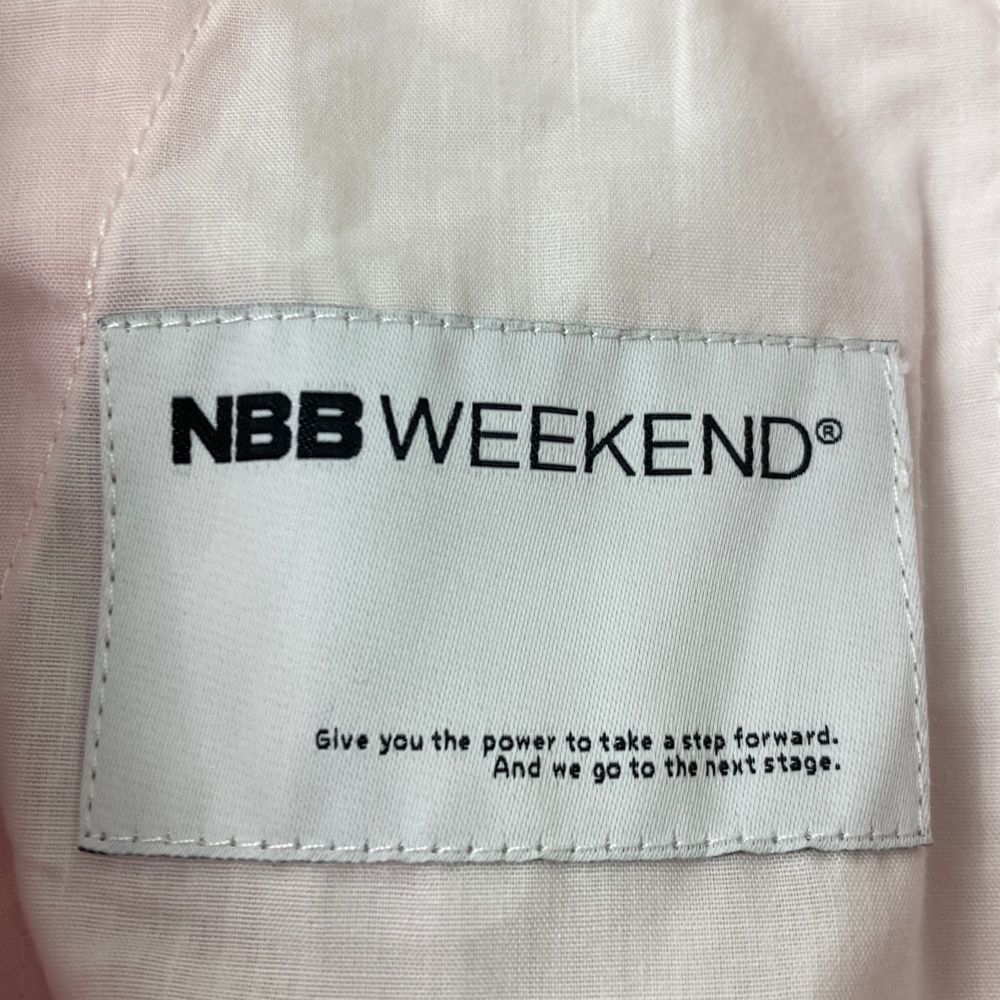 NBB WEEKEND®
Give you the power to take a step forward.
And we go to the next stage.